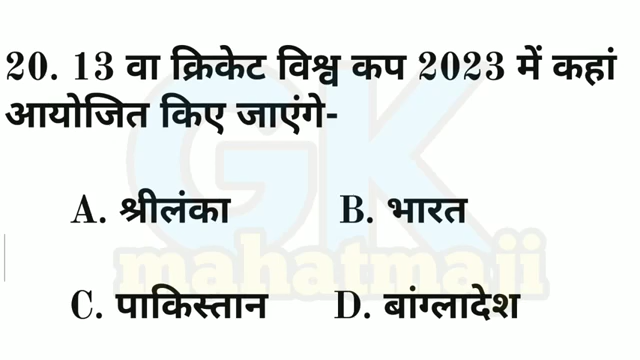 20. 13 वा क्रिकेट विश्व कप 2023 में कहां
आयोजित किए जाएंगे-
A. श्रीलंका B. भारत
GK
mahatmaji
C. पाकिस्तान D. बांग्लादेश